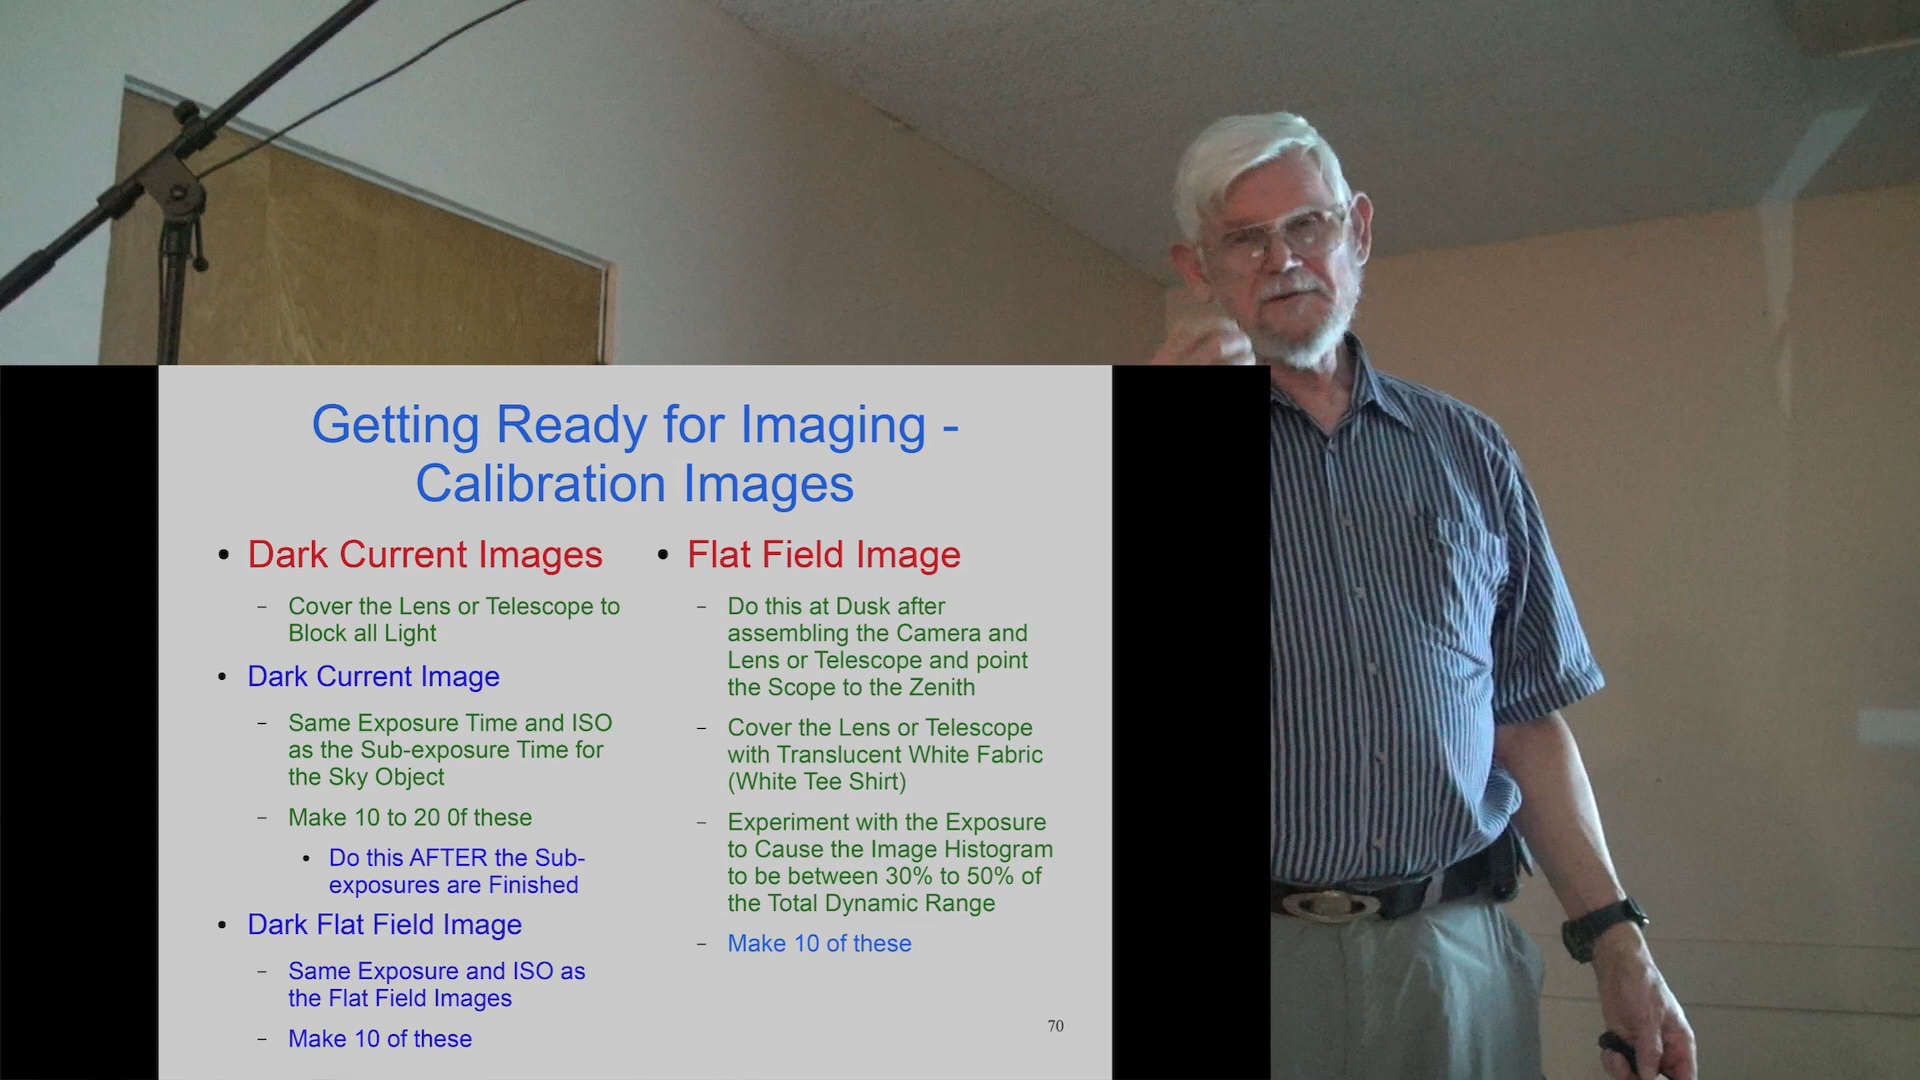 Getting Ready for Imaging -
Calibration Images
• Dark Current Images
– Cover the Lens or Telescope to
Block all Light
• Dark Current Image
– Same Exposure Time and ISO
as the Sub-exposure Time for
the Sky Object
– Make 10 to 20 0f these
• Do this AFTER the Sub-
exposures are Finished
• Dark Flat Field Image
– Same Exposure and ISO as
the Flat Field Images
– Make 10 of these
• Flat Field Image
– Do this at Dusk after
assembling the Camera and
Lens or Telescope and point
the Scope to the Zenith
– Cover the Lens or Telescope
with Translucent White Fabric
(White Tee Shirt)
– Experiment with the Exposure
to Cause the Image Histogram
to be between 30% to 50% of
the Total Dynamic Range
– Make 10 of these
70